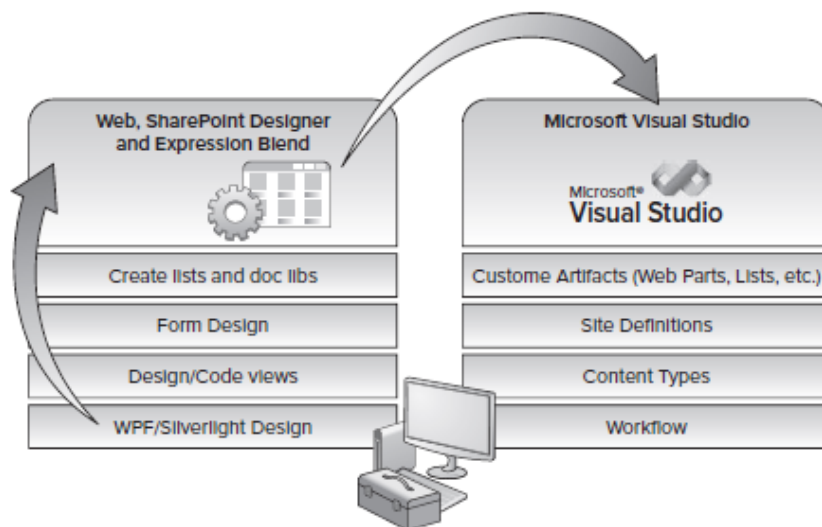 Web, SharePoint Designer
and Expression Blend
Create lists and doc libs
Form Design
Design/Code views
WPF/Silverlight Design
Microsoft Visual Studio
Microsoft®
Visual Studio
Custome Artifacts (Web Parts, Lists, etc.)
Site Definitions
Content Types
Workflow